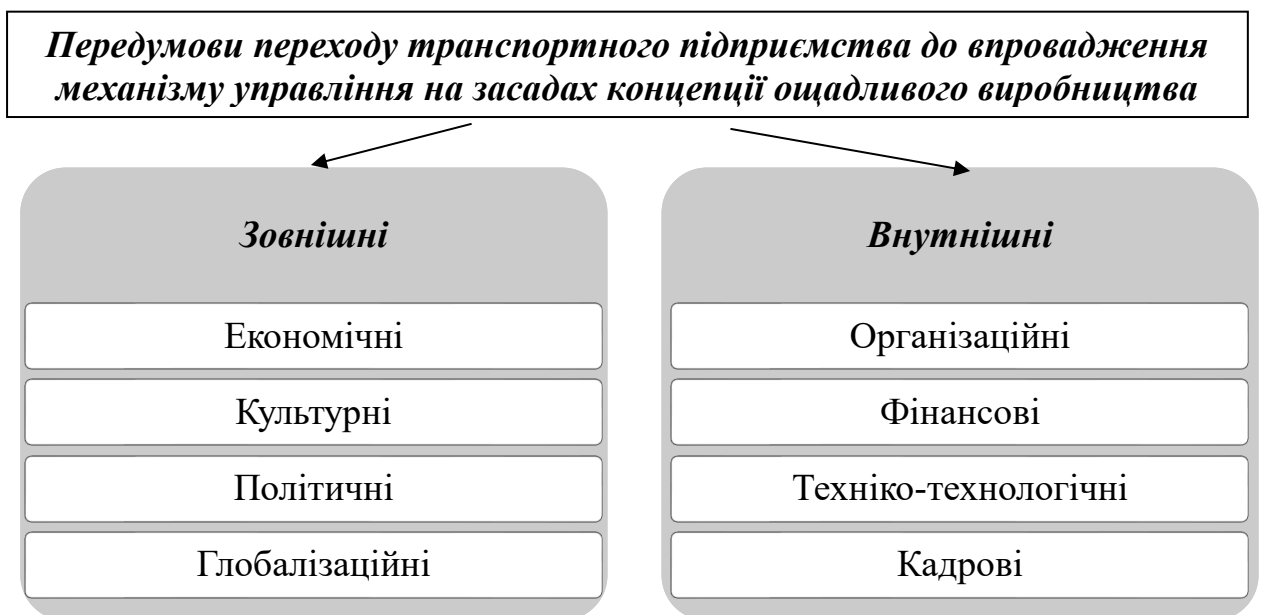 Передумови переходу транспортного підприємства до впровадження
механізму управління на засадах концепції ощадливого виробництва
Зовнішні
Економічні
Культурні
Політичні
Глобалізаційні
Внутнішні
Організаційні
Фінансові
Техніко-технологічні
Кадрові